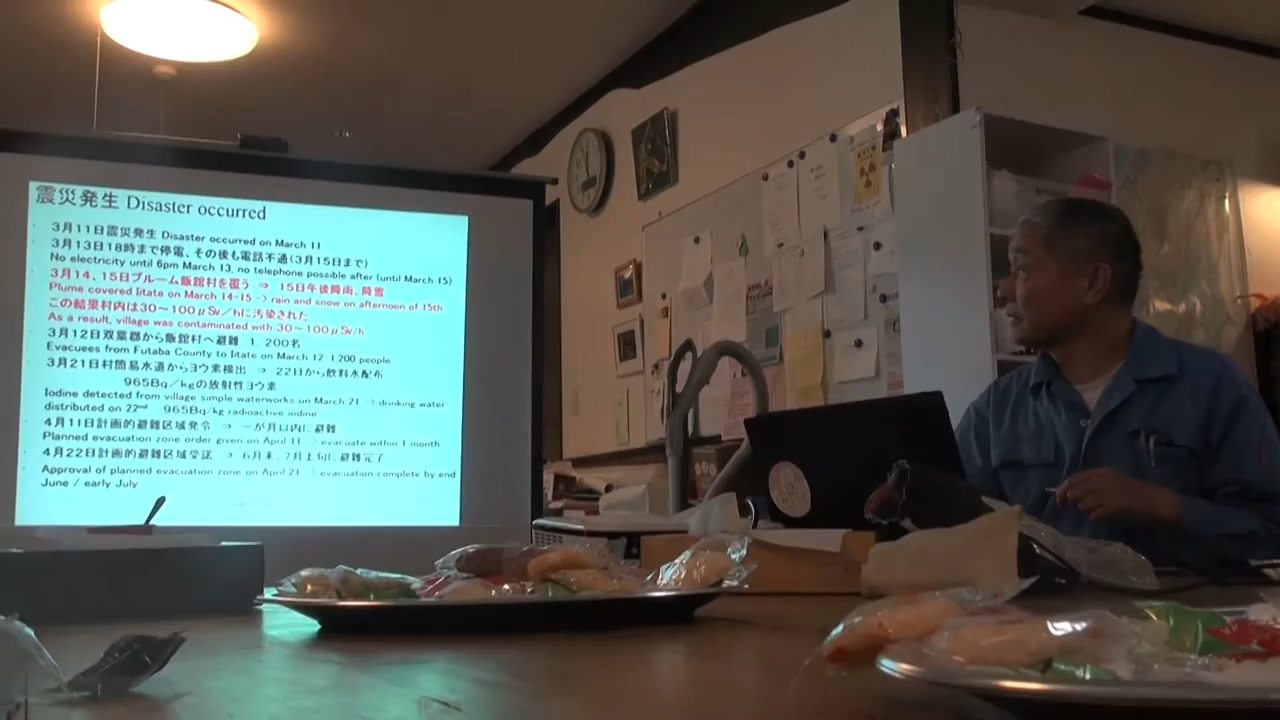 震災発生 Disaster occurred
3月11日震災発生 Disaster occurred on March 11
3月13日18時まで停電、その後も電話不通(3月15日まで)
No electricity until 6pm March 13, no telephone possible after (until March 15)
3月14、15日プルーム飯舘村を覆う ⇒ 15日午後降雨、降雪
Plume covered Iitate on March 14-15 -> rain and snow on afternoon of 15th
この結果村内は30～100μSv/hに汚染された
As a result, village was contaminated with 30～100μSv/h
3月12日双葉郡から飯舘村へ避難 1,200名
Evacuees from Futaba County to Iitate on March 12 1,200 people
3月21日村簡易水道からヨウ素検出 ⇒ 22日から飲料水配布
965Bq/kgの放射性ヨウ素
Iodine detected from village simple waterworks on March 21 -> drinking water
distributed on 22nd 965Bq/kg radioactive iodine
4月11日計画的避難区域発令 ⇒ 一が月以内に避難
Planned evacuation zone order given on April 11 -> evacuate within 1 month
4月22日計画的避難区域受諾 ⇒ 6月末、7月上旬に避難完了
Approval of planned evacuation zone on April 21 -> evacuation complete by end
June / early July